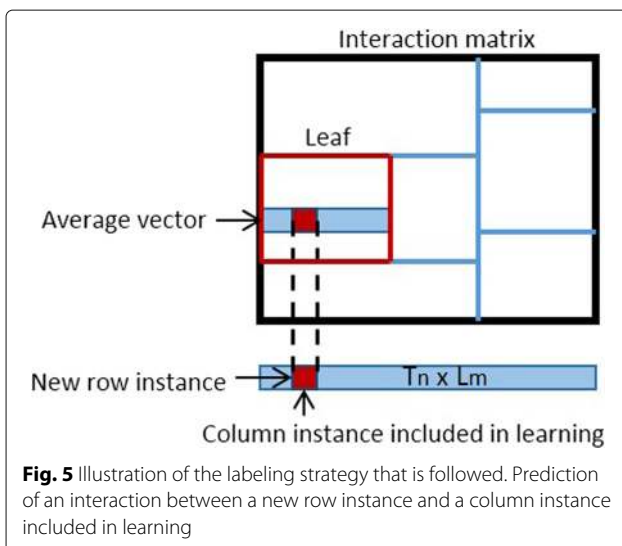 Interaction matrix
Leaf
Average vector
New row instance
Tn x Lm
Column instance included in learning
Fig. 5 Illustration of the labeling strategy that is followed. Prediction
of an interaction between a new row instance and a column instance
included in learning